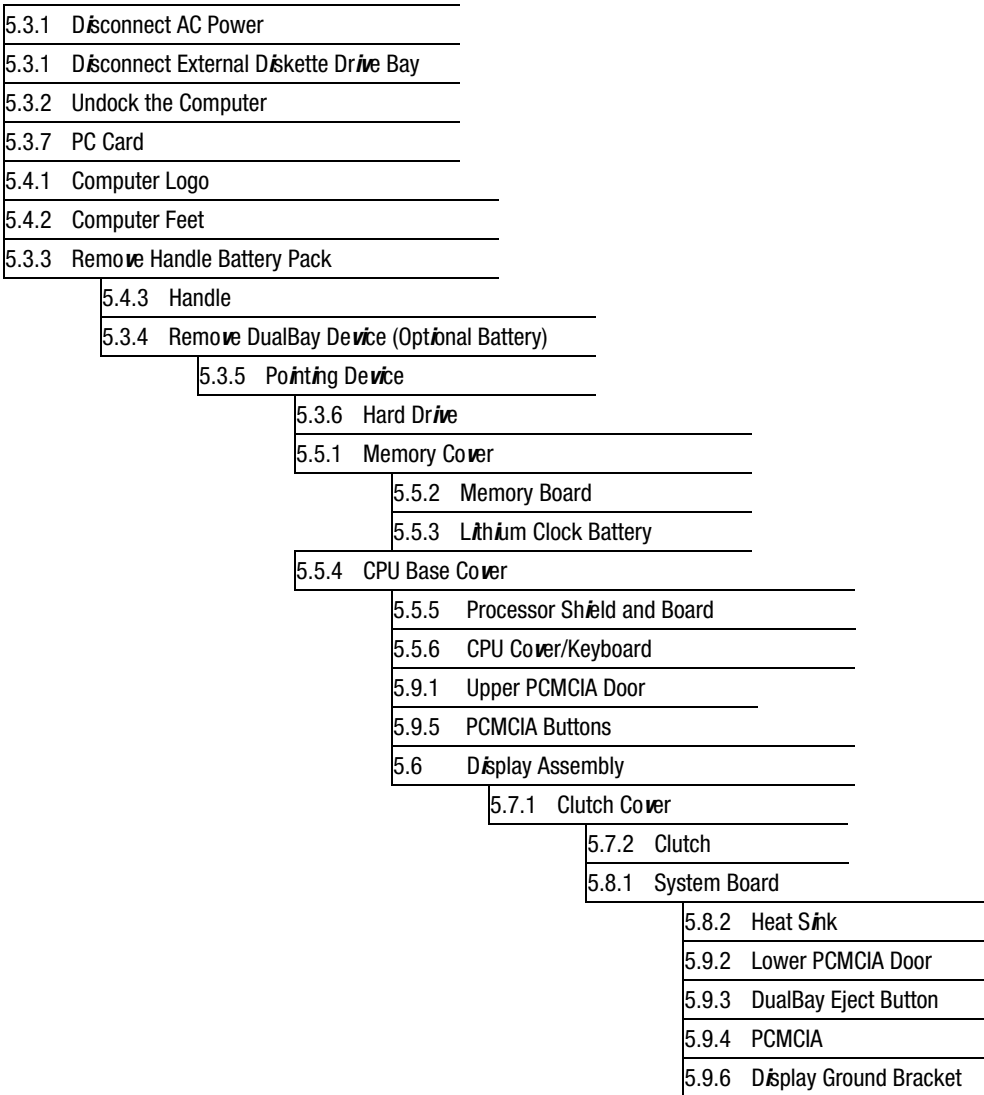 5.3.1 Disconnect AC Power
5.3.1 Disconnect External Diskette Drive Bay
5.3.2 Undock the Computer
5.3.7 PC Card
5.4.1 Computer Logo
5.4.2 Computer Feet
5.3.3 Remove Handle Battery Pack
5.4.3 Handle
5.3.4 Remove DualBay Device (Optional Battery)
5.3.5 Pointing Device
5.3.6 Hard Drive
5.5.1 Memory Cover
5.5.2 Memory Board
5.5.3 Lithium Clock Battery
5.5.4 CPU Base Cover
5.5.5 Processor Shield and Board
5.5.6 CPU Cover/Keyboard
5.9.1 Upper PCMCIA Door
5.9.5 PCMCIA Buttons
5.6 Display Assembly
5.7.1 Clutch Cover
5.7.2 Clutch
5.8.1 System Board
5.8.2 Heat Sink
5.9.2 Lower PCMCIA Door
5.9.3 DualBay Eject Button
5.9.4 PCMCIA
5.9.6 Display Ground Bracket